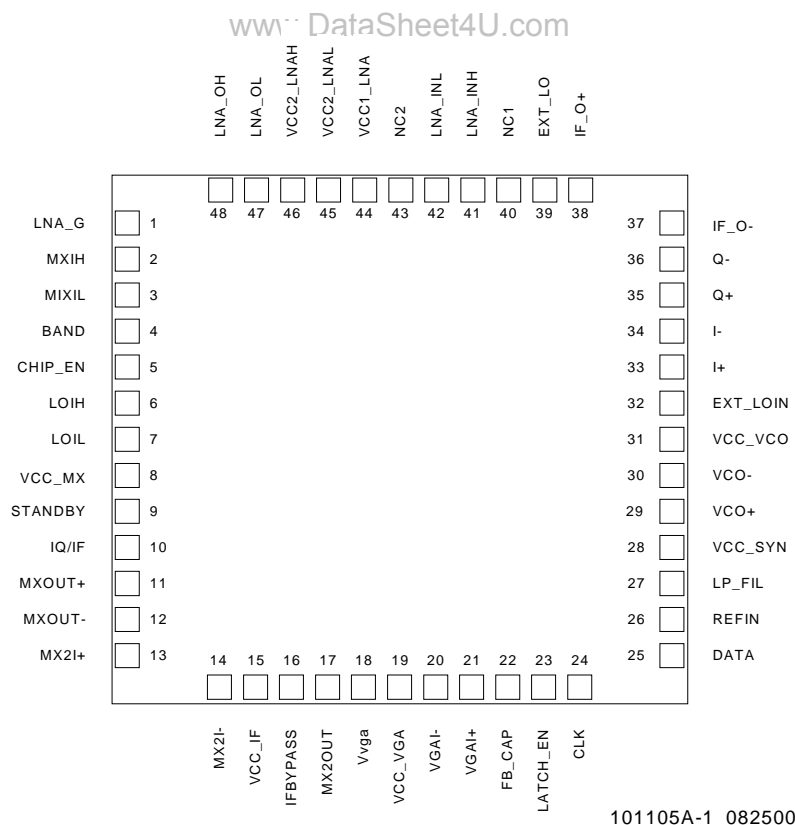 www.DataSheet4U.com
LNA_OH
LNA_OL
VCC2_LNAH
VCC2_LNAL
VCC1_LNA
NC2
LNA_INL
LNA_INH
NC1
EXT_LO
IF_O+
48 47 46 45 44 43 42 41 40 39 38
LNA_G 1
MXIH 2
MIXIL 3
BAND 4
CHIP_EN 5
LOIH 6
LOIL 7
VCC_MX 8
STANDBY 9
IQ/IF 10
MXOUT+ 11
MXOUT- 12
MX2I+ 13
37 IF_O-
36 Q-
35 Q+
34 I-
33 I+
32 EXT_LOIN
31 VCC_VCO
30 VCO-
29 VCO+
28 VCC_SYN
27 LP_FIL
26 REFIN
25 DATA
14 15 16 17 18 19 20 21 22 23 24
MX2I-
VCC_IF
IFBYPASS
MX2OUT
Vvga
VCC_VGA
VGAI-
VGAI+
FB_CAP
LATCH_EN
CLK
101105A-1 082500